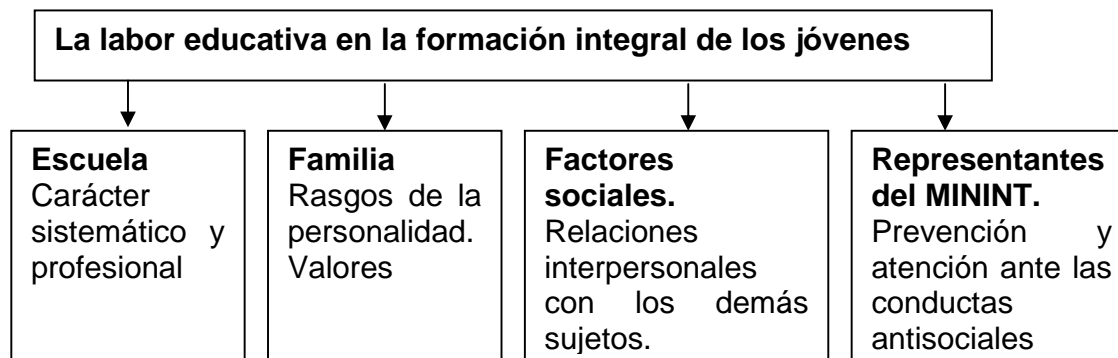 La labor educativa en la formación integral de los jóvenes
Escuela
Carácter
sistemático y
profesional
Familia
Rasgos de la
personalidad.
Valores
Factores
sociales.
Relaciones
interpersonales
con los demás
sujetos.
Representantes
del MININT.
Prevención y
atención ante las
conductas
antisociales